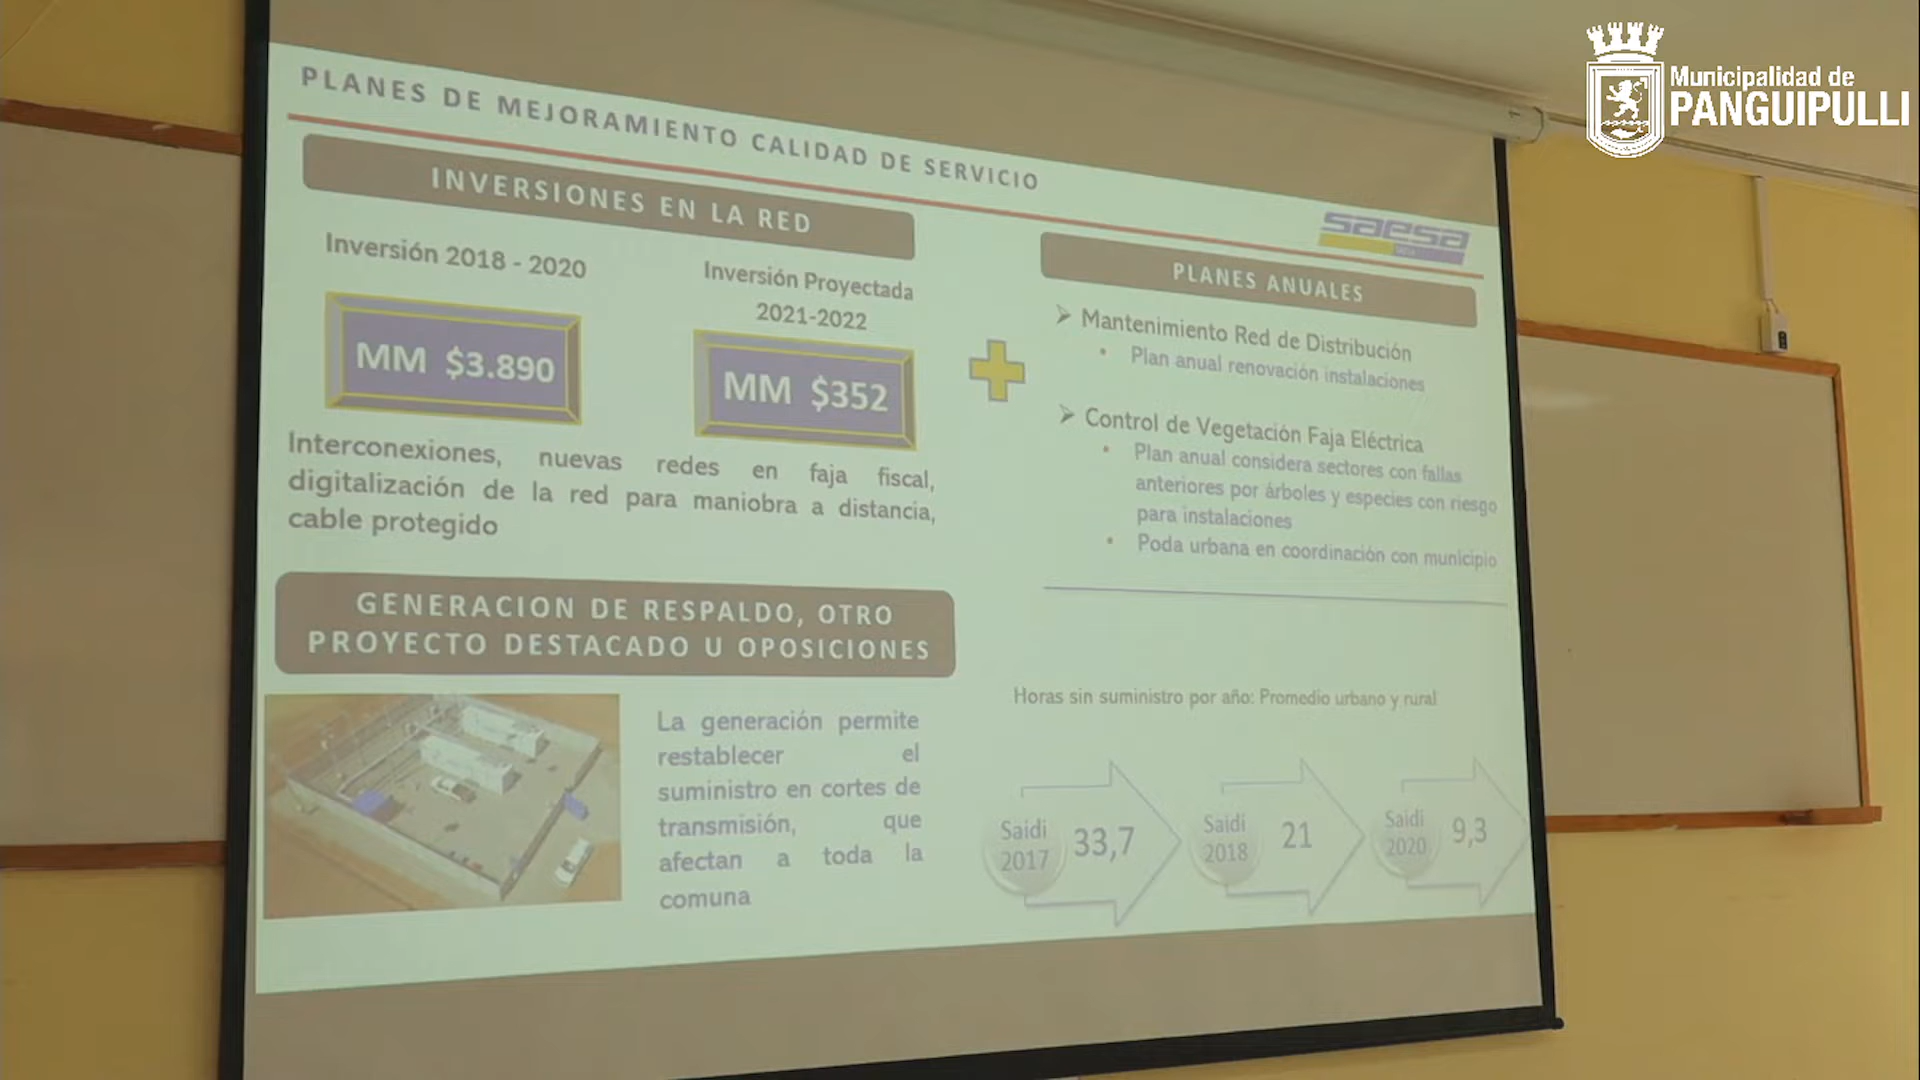 Municipalidad de
PANGUIPULLI
PLANES DE MEJORAMIENTO CALIDAD DE SERVICIO
saesa
INVERSIONES EN LA RED
Inversión 2018 - 2020
MM $3.890
Inversión Proyectada
2021-2022
MM $352
Interconexiones, nuevas redes en faja fiscal,
digitalización de la red para maniobra a distancia,
cable protegido
PLANES ANUALES
➢ Mantenimiento Red de Distribución
• Plan anual renovación instalaciones
➢ Control de Vegetación Faja Eléctrica
• Plan anual considera sectores con fallas
anteriores por árboles y especies con riesgo
para instalaciones
• Poda urbana en coordinación con municipio
GENERACION DE RESPALDO, OTRO
PROYECTO DESTACADO U OPOSICIONES
La generación permite
restablecer el
suministro en cortes de
transmisión, que
afectan a toda la
comuna
Horas sin suministro por año: Promedio urbano y rural
Saidi
2017
33,7
Saidi
2018
21
Saidi
2020
9,3